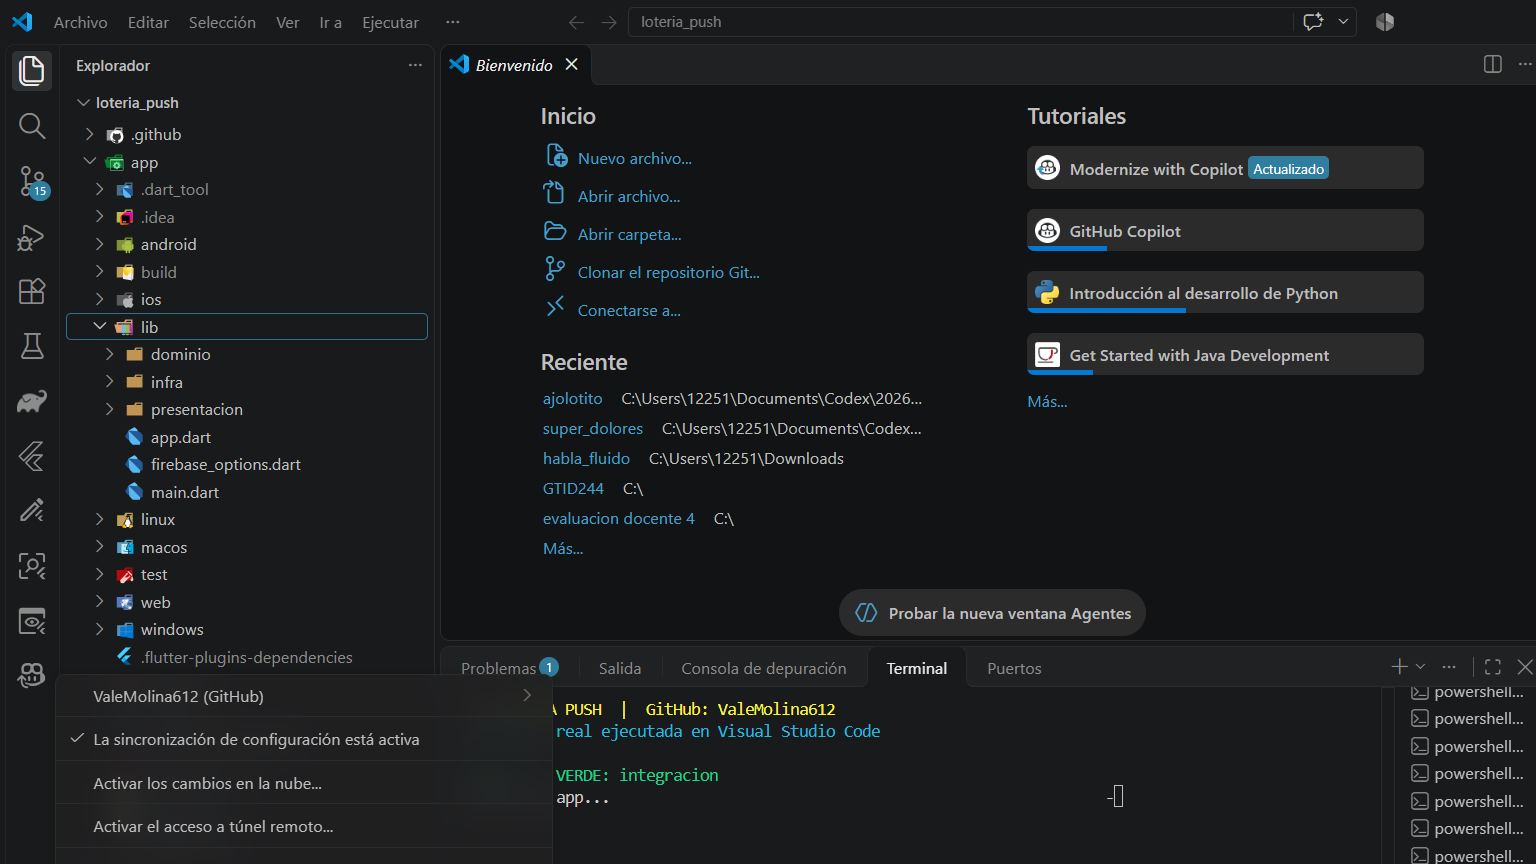 Archivo Editar Selección Ver Ir a Ejecutar ··· loteria_push
Explorador ···
loteria_push
.github
app
.dart_tool
.idea
android
build
ios
lib
dominio
infra
presentacion
app.dart
firebase_options.dart
main.dart
linux
macos
test
web
windows
.flutter-plugins-dependencies
15
Bienvenido
Inicio
Nuevo archivo...
Abrir archivo...
Abrir carpeta...
Clonar el repositorio Git...
Conectarse a...
Reciente
ajolotito C:\Users\12251\Documents\Codex\2026...
super_dolores C:\Users\12251\Documents\Codex...
habla_fluido C:\Users\12251\Downloads
GTID244 C:\
evaluacion docente 4 C:\
Más...
Tutoriales
Modernize with Copilot Actualizado
GitHub Copilot
Introducción al desarrollo de Python
Get Started with Java Development
Más...
Probar la nueva ventana Agentes
Problemas 1 Salida Consola de depuración Terminal Puertos
PUSH | GitHub: ValeMolina612
real ejecutada en Visual Studio Code
VERDE: integracion
app...
-
powershell...
powershell...
powershell...
powershell...
powershell...
powershell...
powershell...
ValeMolina612 (GitHub)
La sincronización de configuración está activa
Activar los cambios en la nube...
Activar el acceso a túnel remoto...